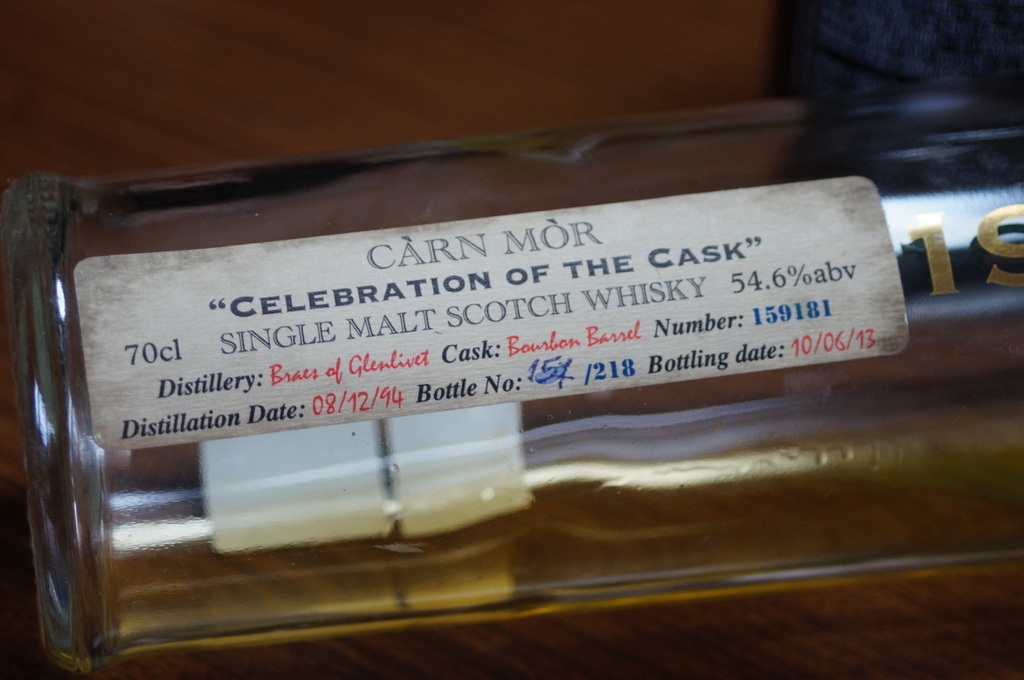 CÀRN MÒR
"CELEBRATION OF THE CASK"
70cl SINGLE MALT SCOTCH WHISKY 54.6%abv
Distillery: Braes of Glenlivet Cask: Bourbon Barrel Number: 159181
Distillation Date: 08/12/94 Bottle No: /218 Bottling date: 10/06/13
19